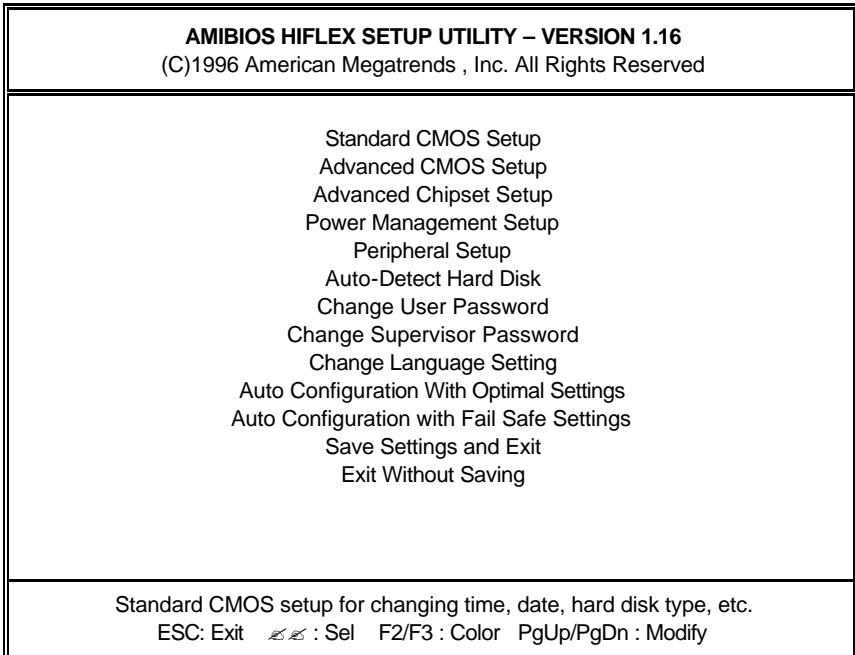 AMIBIOS HIFLEX SETUP UTILITY – VERSION 1.16
(C)1996 American Megatrends , Inc. All Rights Reserved
Standard CMOS Setup
Advanced CMOS Setup
Advanced Chipset Setup
Power Management Setup
Peripheral Setup
Auto-Detect Hard Disk
Change User Password
Change Supervisor Password
Change Language Setting
Auto Configuration With Optimal Settings
Auto Configuration with Fail Safe Settings
Save Settings and Exit
Exit Without Saving
Standard CMOS setup for changing time, date, hard disk type, etc.
ESC: Exit ✍✍ : Sel F2/F3 : Color PgUp/PgDn : Modify